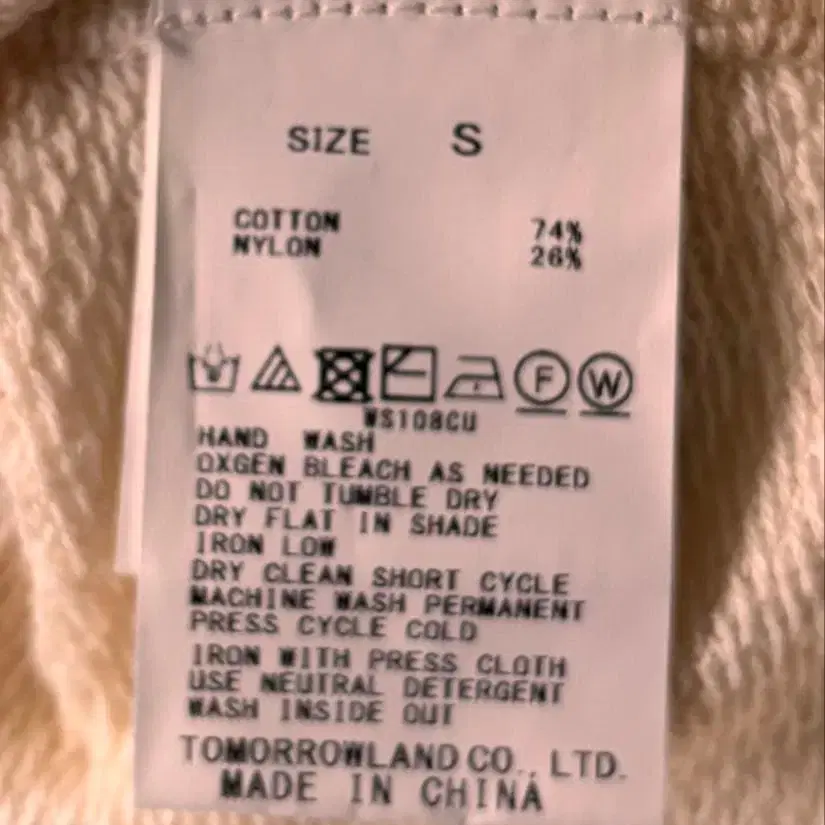 SIZE S
COTTON 74%
NYLON 26%
F W
WS108CU
HAND WASH
OXGEN BLEACH AS NEEDED
DO NOT TUMBLE DRY
DRY FLAT IN SHADE
IRON LOW
DRY CLEAN SHORT CYCLE
MACHINE WASH PERMANENT
PRESS CYCLE COLD
IRON WITH PRESS CLOTH
USE NEUTRAL DETERGENT
WASH INSIDE OUT
TOMORROWLAND CO., LTD.
MADE IN CHINA